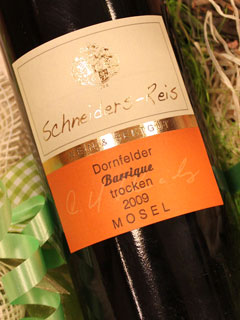 Schneiders-Reis
Dornfelder
Barrique
trocken
2009
MOSEL